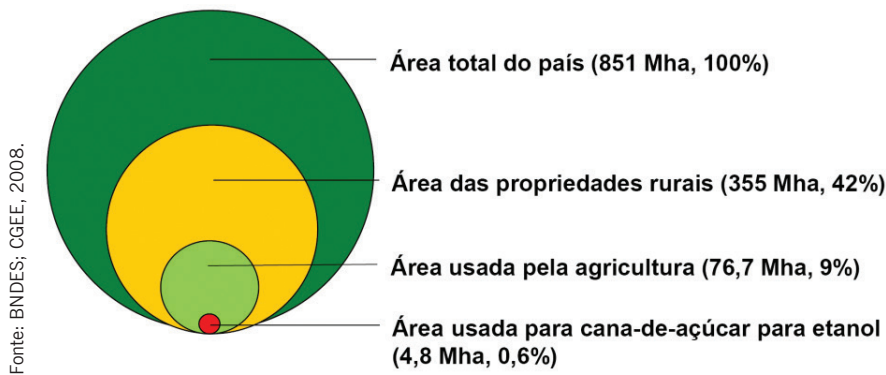 Área total do país (851 Mha, 100%)
Área das propriedades rurais (355 Mha, 42%)
Área usada pela agricultura (76,7 Mha, 9%)
Área usada para cana-de-açúcar para etanol
(4,8 Mha, 0,6%)
Fonte: BNDES; CGEE, 2008.